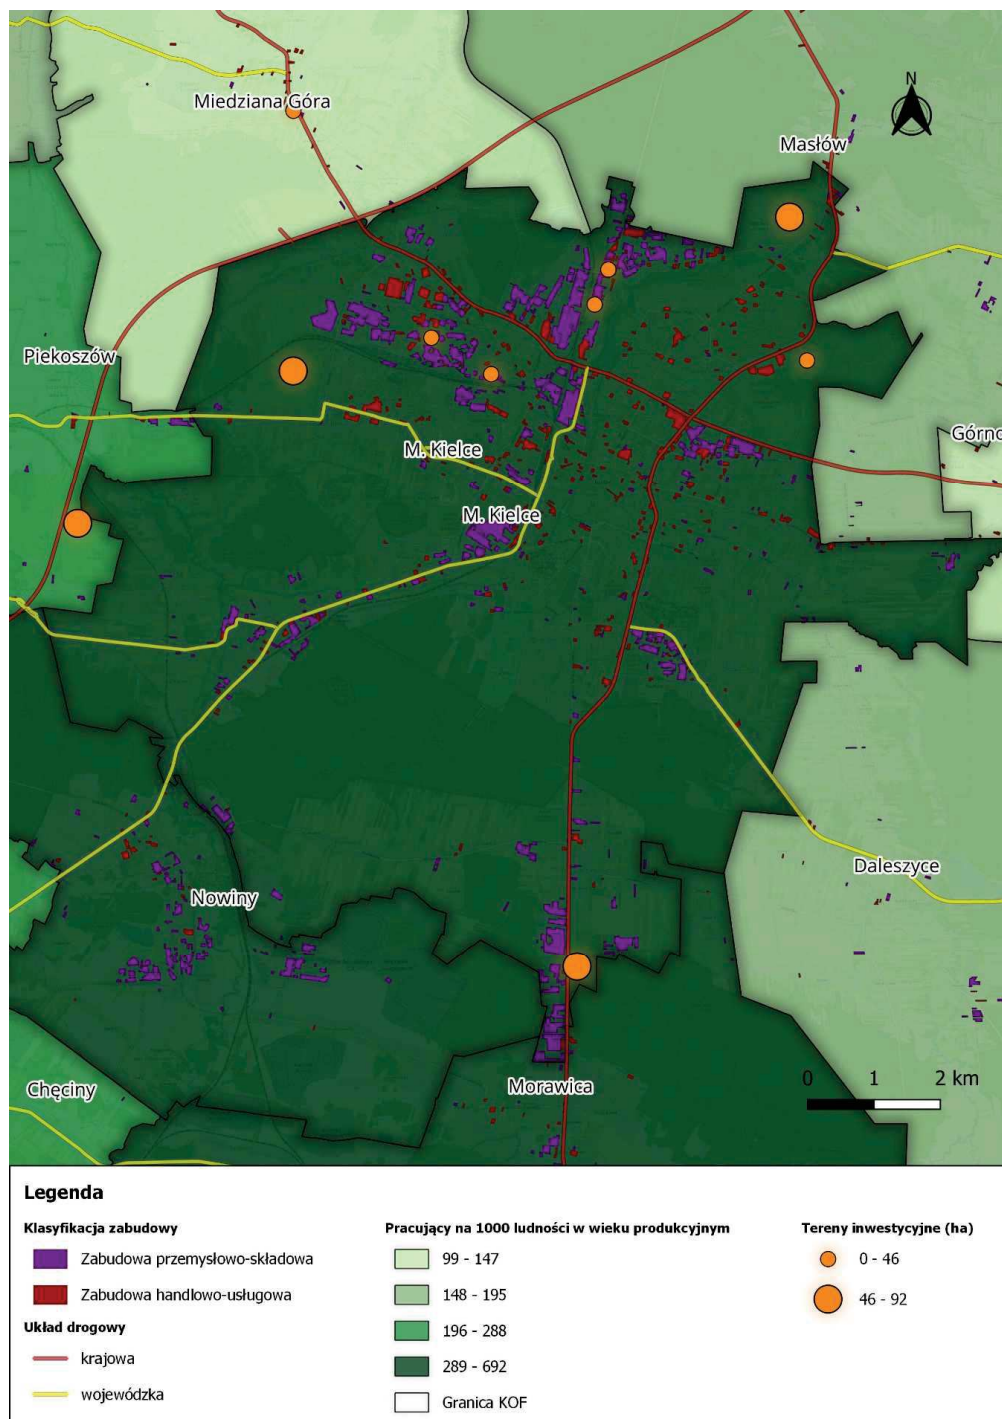 N
Miedziana Góra
Masłów
Piekoszów
Górno
M. Kielce
M. Kielce
Daleszyce
Nowiny
Morawica
Chęciny
0 1 2 km
Legenda
Klasyfikacja zabudowy
Zabudowa przemysłowo-składowa
Zabudowa handlowo-usługowa
Układ drogowy
krajowa
wojewódzka
Pracujący na 1000 ludności w wieku produkcyjnym
99 - 147
148 - 195
196 - 288
289 - 692
Granica KOF
Tereny inwestycyjne (ha)
0 - 46
46 - 92